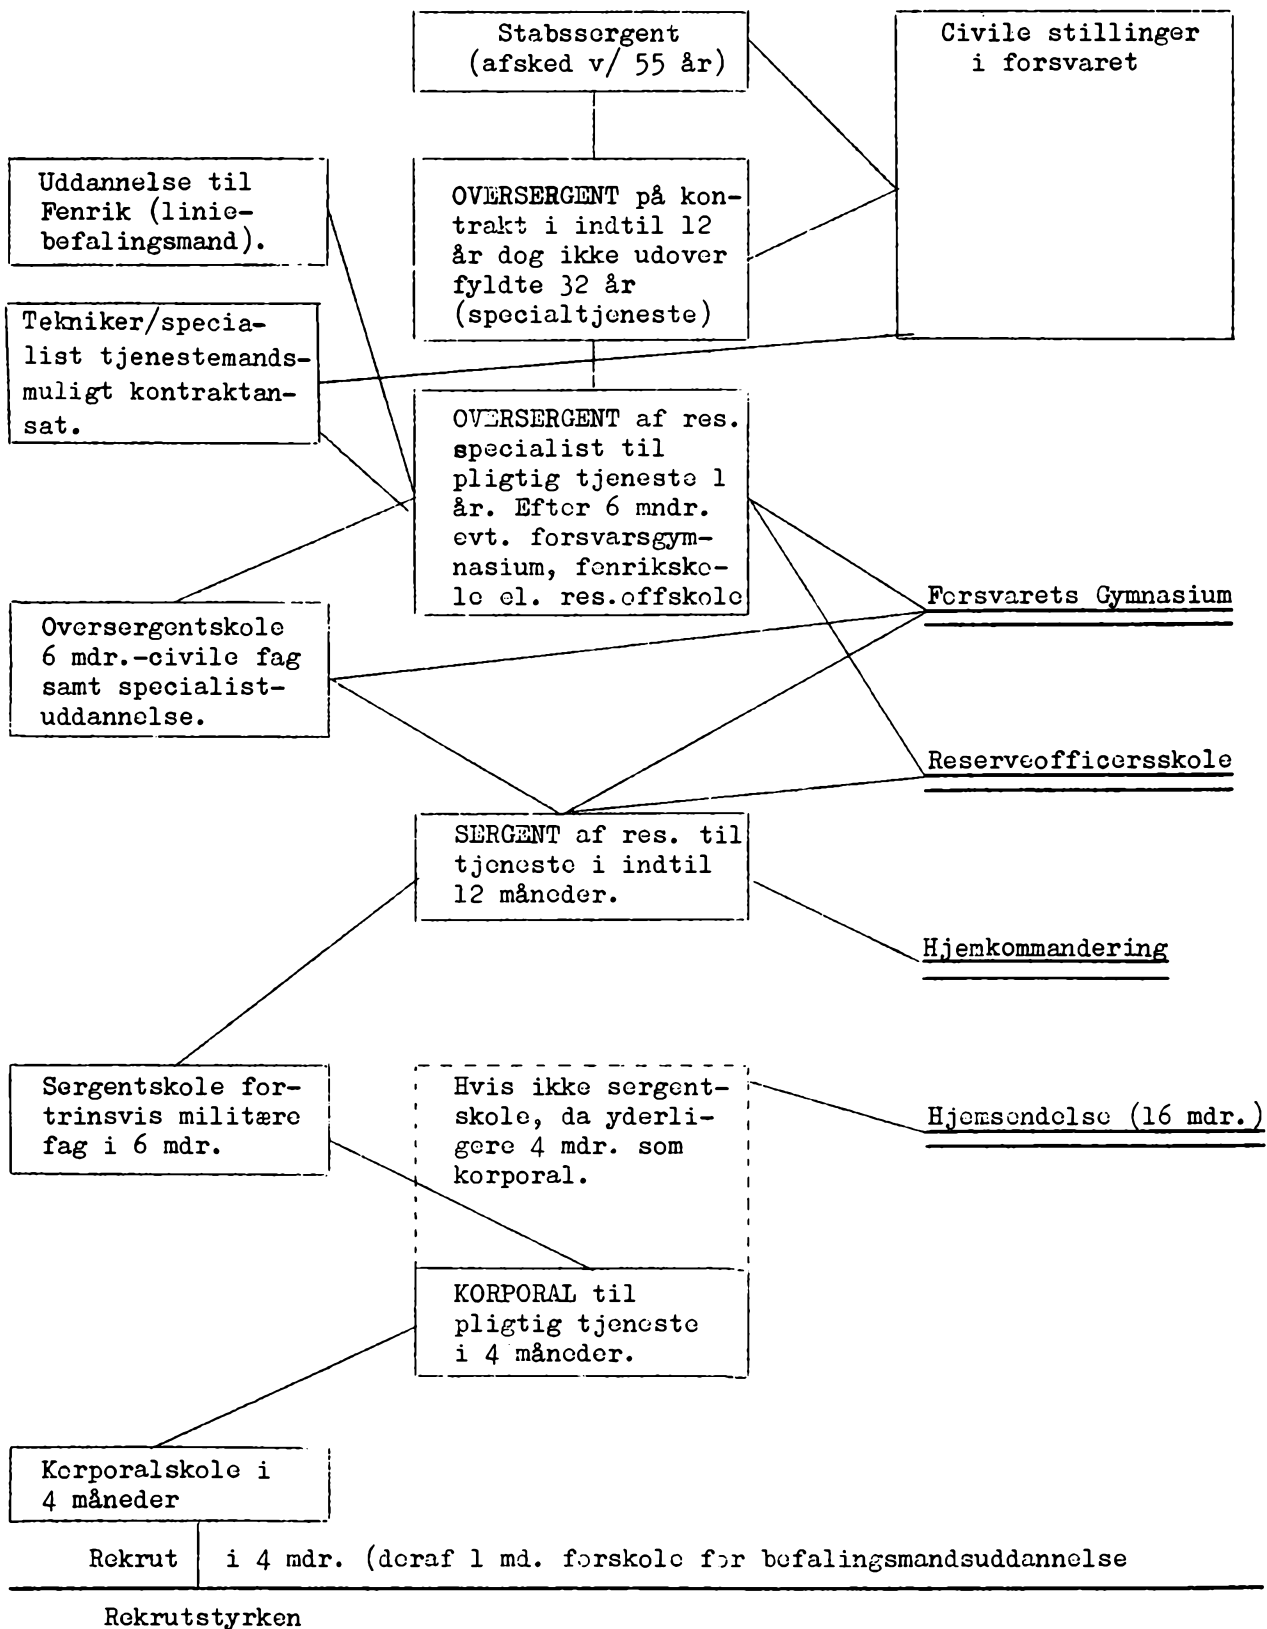 Stabssergent
(afsked v/ 55 år)
Civile stillinger
i forsvaret
Uddannelse til
Fenrik (linie-
befalingsmand).
OVERSERGENT på kon-
trakt i indtil 12
år dog ikke udover
fyldte 32 år
(specialtjeneste)
Tekniker/specia-
list tjenestemands-
muligt kontraktan-
sat.
OVERSERGENT af res.
specialist til
pligtig tjeneste 1
år. Efter 6 mndr.
evt. forsvarsgym-
nasium, fenriksko-
le el. res.offskole
Forsvarets Gymnasium
Oversergentskole
6 mdr.-civile fag
samt specialist-
uddannelse.
Reserveofficersskole
SERGENT af res. til
tjeneste i indtil
12 måneder.
Hjemkommandering
Sergentskole for-
trinsvis militære
fag i 6 mdr.
Hvis ikke sergent-
skole, da yderli-
gere 4 mdr. som
korporal.
Hjemsendelse (16 mdr.)
KORPORAL til
pligtig tjeneste
i 4 måneder.
Korporalskole i
4 måneder
Rekrut i 4 mdr. (deraf 1 md. forskole for befalingsmandsuddannelse
Rekrutstyrken